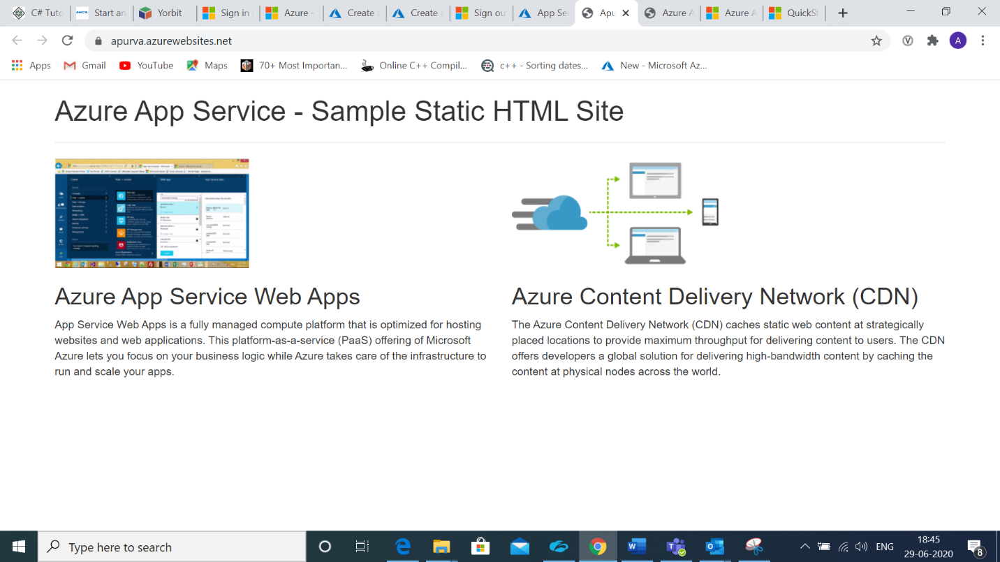 C# Tuto
Start an
Yorbit
Sign in
Azure -
Create a
Create a
Sign ou
App Ser
Apu
Azure A
Azure A
QuickSt
apurva.azurewebsites.net
A
Apps
Gmail
YouTube
Maps
70+ Most Importan...
Online C++ Compil...
c++ - Sorting dates...
New - Microsoft Az...
Azure App Service - Sample Static HTML Site
Azure App Service Web Apps
App Service Web Apps is a fully managed compute platform that is optimized for hosting
websites and web applications. This platform-as-a-service (PaaS) offering of Microsoft
Azure lets you focus on your business logic while Azure takes care of the infrastructure to
run and scale your apps.
Azure Content Delivery Network (CDN)
The Azure Content Delivery Network (CDN) caches static web content at strategically
placed locations to provide maximum throughput for delivering content to users. The CDN
offers developers a global solution for delivering high-bandwidth content by caching the
content at physical nodes across the world.
Type here to search
ENG
18:45
29-06-2020
8